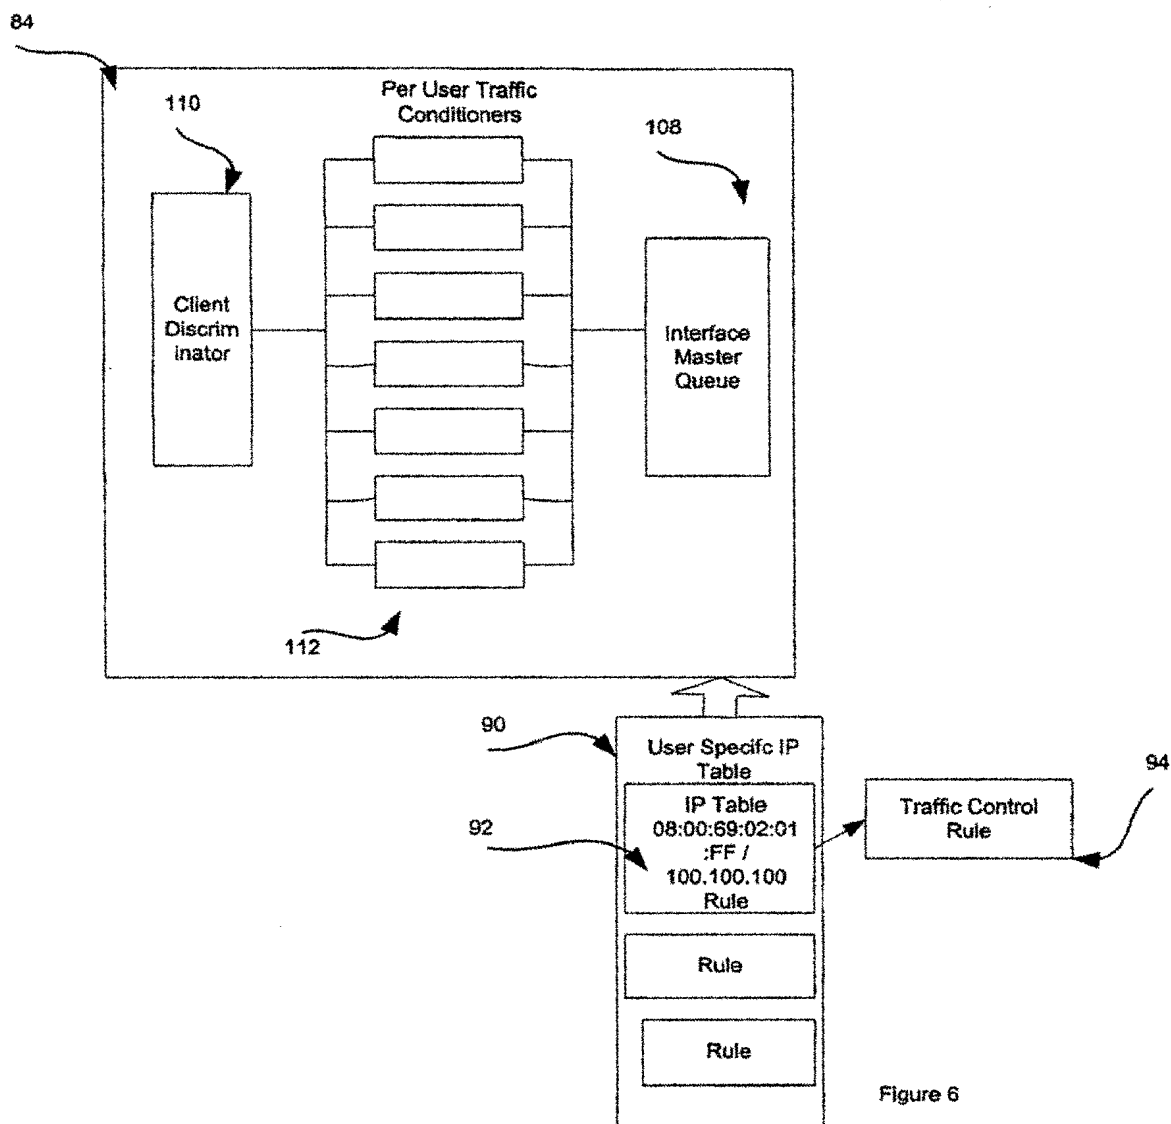 84
Per User Traffic
Conditioners
110
108
Client
Discrim
inator
Interface
Master
Queue
112
90
User Specifc IP
Table
94
IP Table
08:00:69:02:01
:FF /
100.100.100
Rule
92
Traffic Control
Rule
Rule
Rule
Figure 6